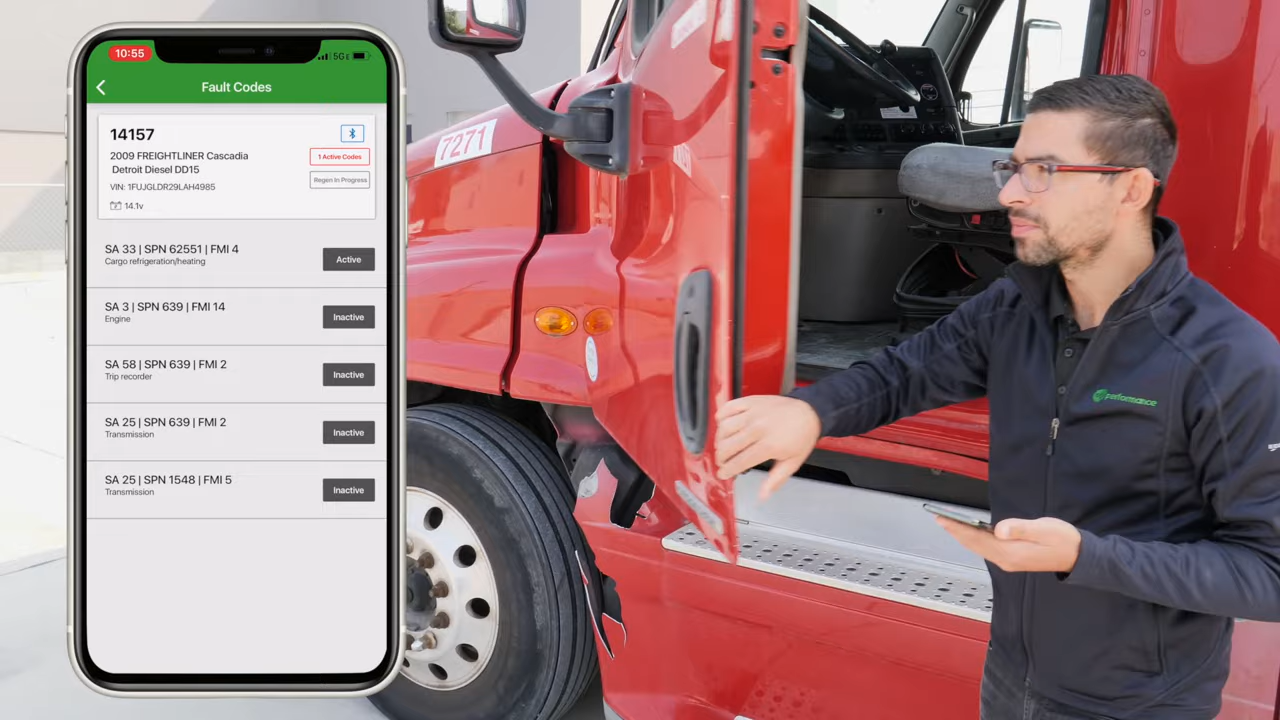 10:55
5GE
Fault Codes
14157
2009 FREIGHTLINER Cascadia
Detroit Diesel DD15
VIN: 1FUJGLDR29LAH4985
14.1v
1 Active Codes
Regen In Progress
SA 33 | SPN 62551 | FMI 4
Cargo refrigeration/heating
Active
SA 3 | SPN 639 | FMI 14
Engine
Inactive
SA 58 | SPN 639 | FMI 2
Trip recorder
Inactive
SA 25 | SPN 639 | FMI 2
Transmission
Inactive
SA 25 | SPN 1548 | FMI 5
Transmission
Inactive
7271
performance